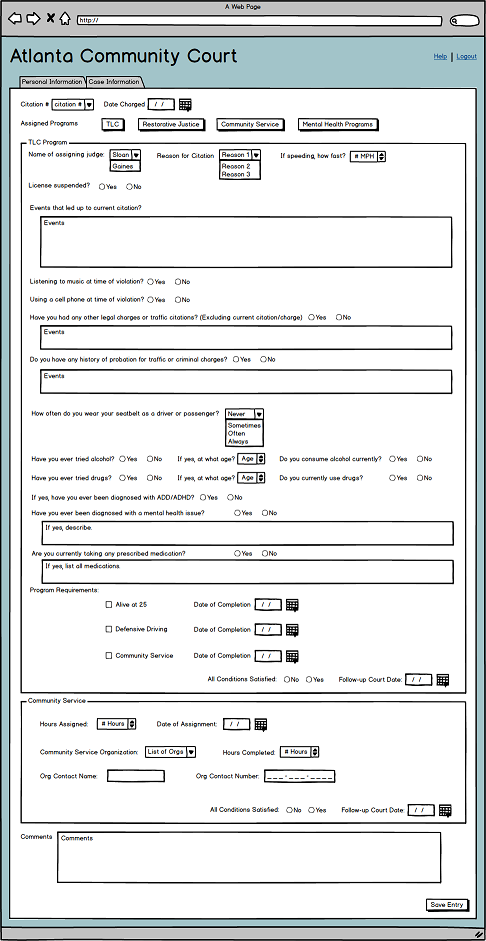 A Web Page
http://
Atlanta Community Court
Help | Logout
Personal Information Case Information
Citation # citation # Date Charged / /
Assigned Programs TLC Restorative Justice Community Service Mental Health Programs
TLC Program
Name of assigning judge: Sloan Reason for Citation Reason 1 If speeding, how fast? # MPH
Gaines Reason 2
Reason 3
License suspended? Yes No
Events that led up to current citation?
Events
Listening to music at time of violation? Yes No
Using a cell phone at time of violation? Yes No
Have you had any other legal charges or traffic citations? (Excluding current citation/charge) Yes No
Events
Do you have any history of probation for traffic or criminal charges? Yes No
Events
How often do you wear your seatbelt as a driver or passenger? Never
Sometimes
Often
Always
Have you ever tried alcohol? Yes No If yes, at what age? Age Do you consume alcohol currently? Yes No
Have you ever tried drugs? Yes No If yes, at what age? Age Do you currently use drugs? Yes No
If yes, have you ever been diagnosed with ADD/ADHD? Yes No
Have you ever been diagnosed with a mental health issue? Yes No
If yes, describe.
Are you currently taking any prescribed medication? Yes No
If yes, list all medications.
Program Requirements:
Alive at 25 Date of Completion / /
Defensive Driving Date of Completion / /
Community Service Date of Completion / /
All Conditions Satisfied: No Yes Follow-up Court Date: / /
Community Service
Hours Assigned: # Hours Date of Assignment: / /
Community Service Organization: List of Orgs Hours Completed: # Hours
Org Contact Name: Org Contact Number: _ _ _ - _ _ _ - _ _ _ _
All Conditions Satisfied: No Yes Follow-up Court Date: / /
Comments Comments
Save Entry